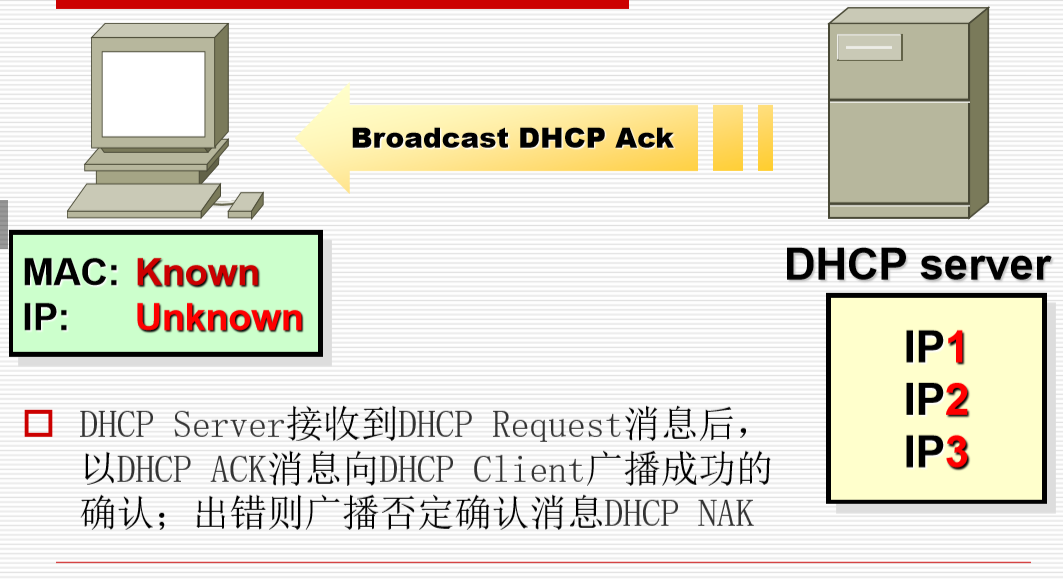 Broadcast DHCP Ack
MAC: Known
IP: Unknown
DHCP server
IP1
IP2
IP3
DHCP Server接收到DHCP Request消息后，
以DHCP ACK消息向DHCP Client广播成功的
确认；出错则广播否定确认消息DHCP NAK